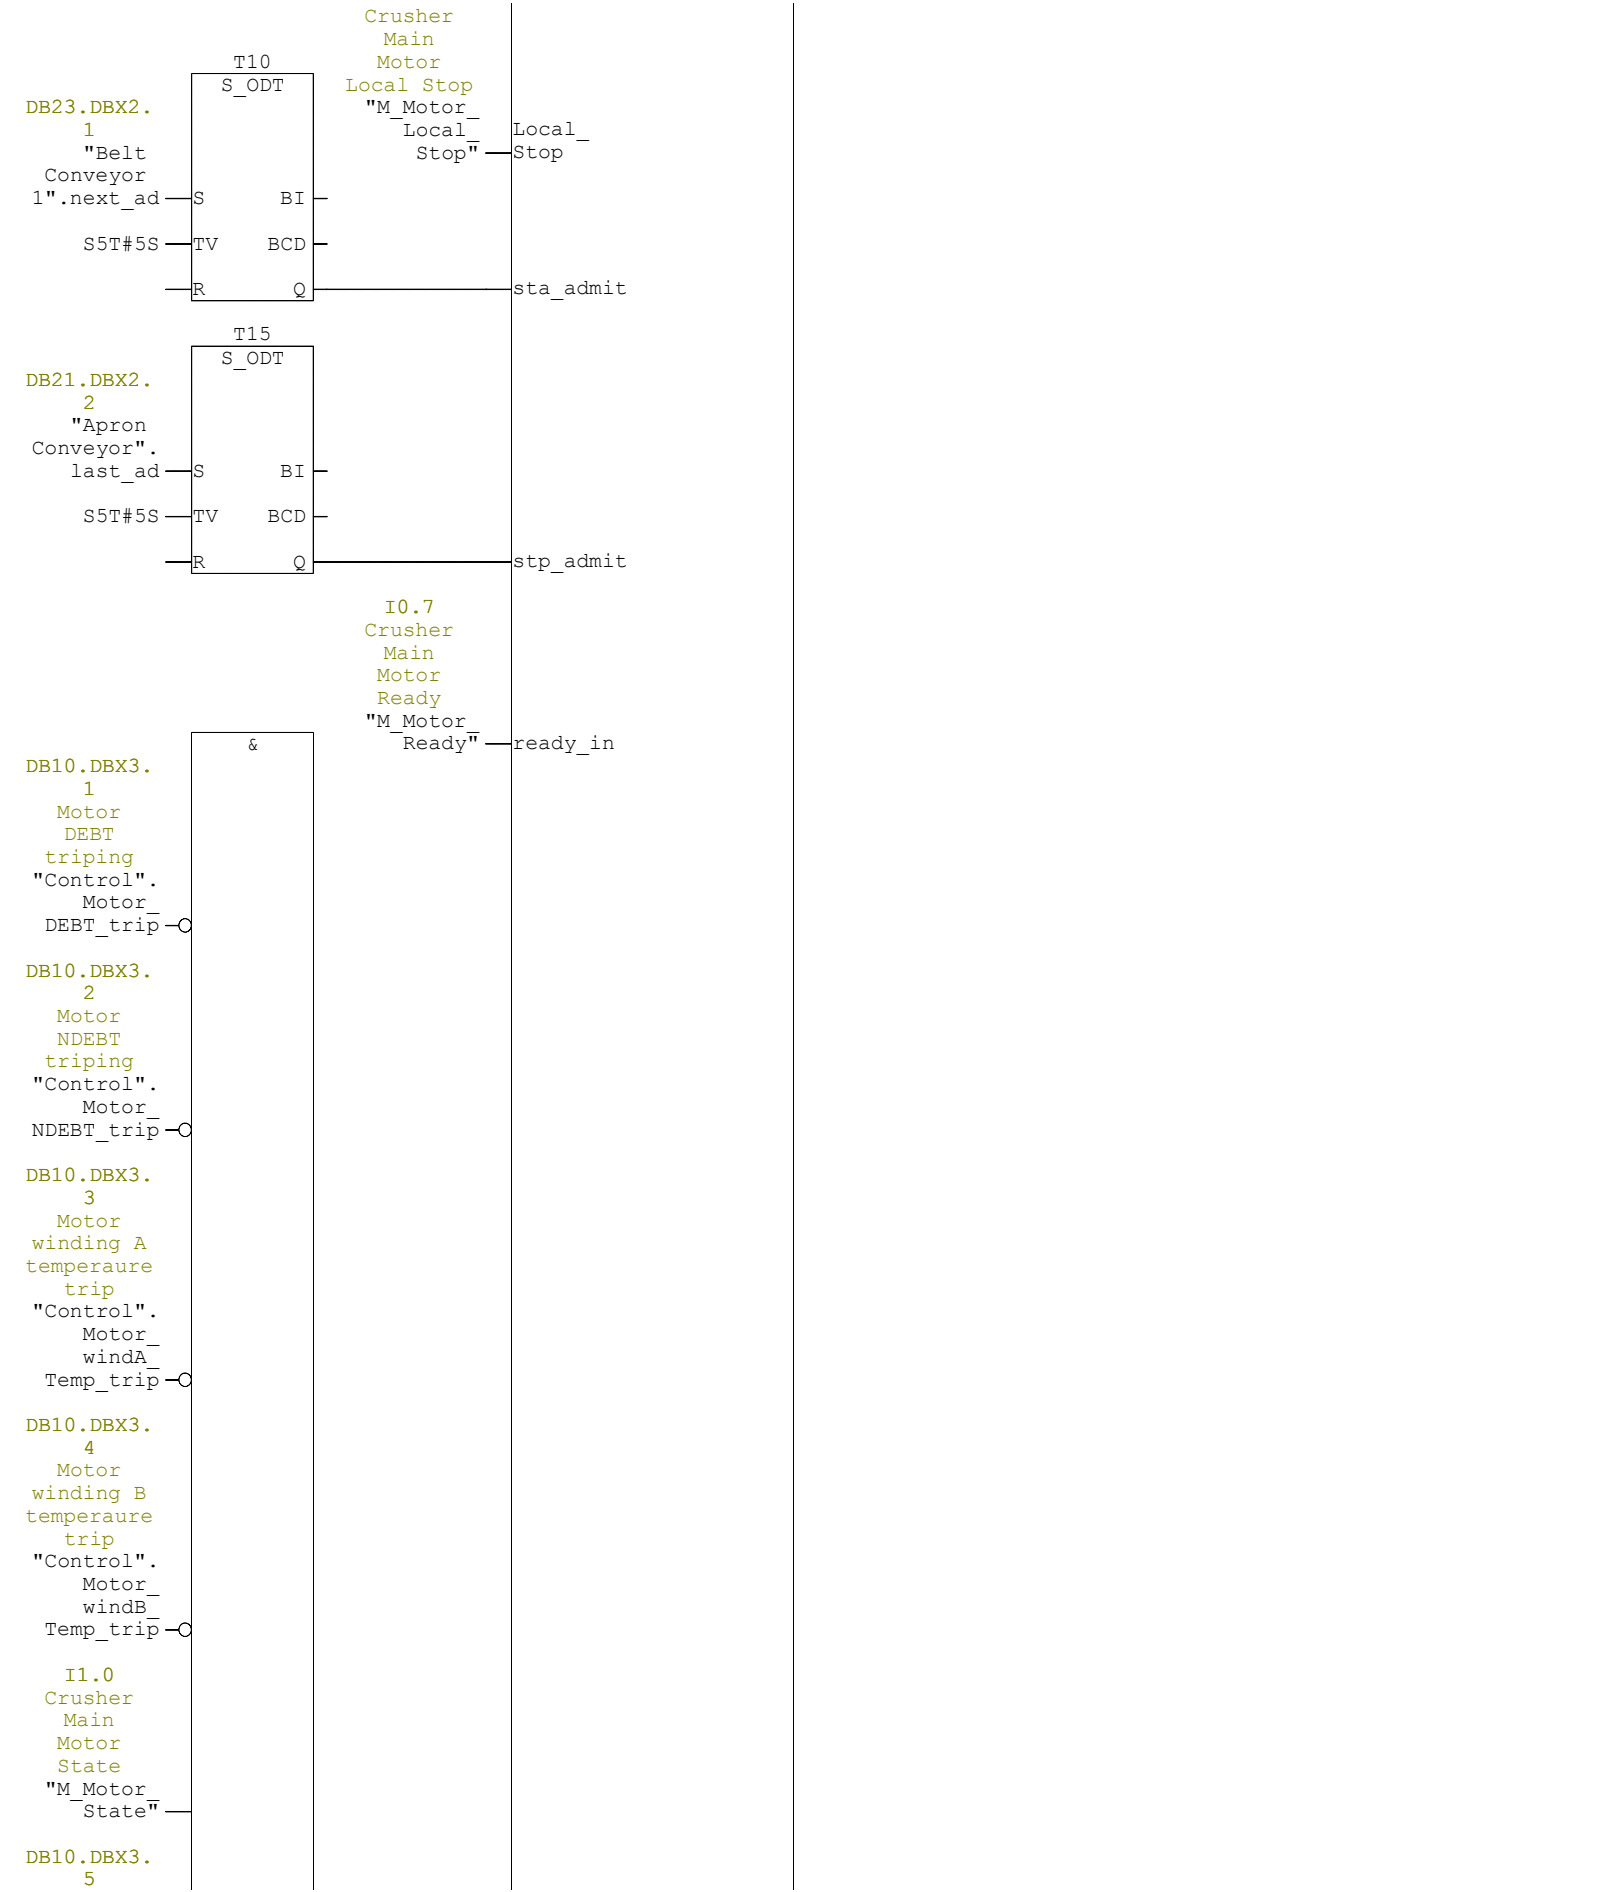 Crusher
Main
Motor
Local Stop
"M_Motor_
Local_
Stop"
Local_
Stop
T10
S_ODT
DB23.DBX2.
1
"Belt
Conveyor
1".next_ad
S
BI
S5T#5S
TV
BCD
R
Q
sta_admit
T15
S_ODT
DB21.DBX2.
2
"Apron
Conveyor".
last_ad
S
BI
S5T#5S
TV
BCD
R
Q
stp_admit
I0.7
Crusher
Main
Motor
Ready
"M_Motor_
Ready"
ready_in
&
DB10.DBX3.
1
Motor
DEBT
triping
"Control".
Motor_
DEBT_trip
DB10.DBX3.
2
Motor
NDEBT
triping
"Control".
Motor_
NDEBT_trip
DB10.DBX3.
3
Motor
winding A
temperaure
trip
"Control".
Motor_
windA_
Temp_trip
DB10.DBX3.
4
Motor
winding B
temperaure
trip
"Control".
Motor_
windB_
Temp_trip
I1.0
Crusher
Main
Motor
State
"M_Motor_
State"
DB10.DBX3.
5